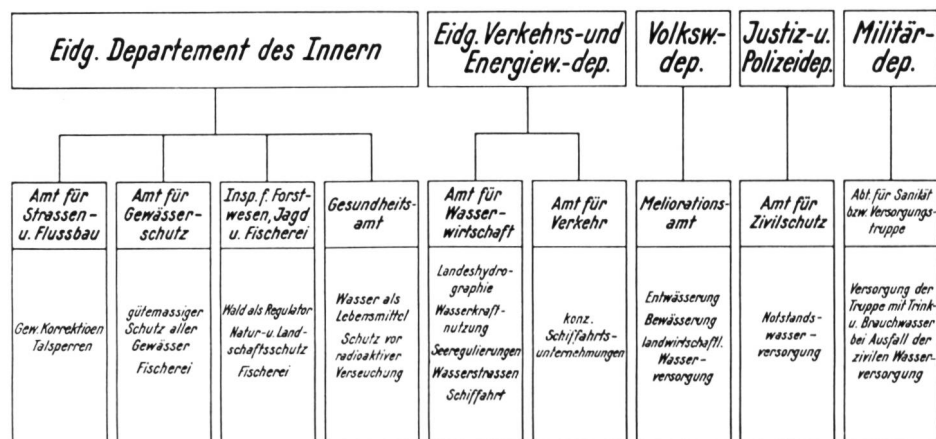 Eidg. Departement des Innern
Eidg. Verkehrs- und
Energiew.-dep.
Volksw.-
dep.
Justiz- u.
Polizeidep.
Militär-
dep.
Amt für
Strassen-
u. Flussbau
Gew. Korrektioen
Talsperren
Amt für
Gewässer-
schutz
gütemassiger
Schutz aller
Gewässer
Fischerei
Insp. f. Forst-
wesen, Jagd
u. Fischerei
Wald als Regulator
Natur- u. Land-
schaftsschutz
Fischerei
Gesundheits-
amt
Wasser als
Lebensmittel
Schutz vor
radioaktiver
Verseuchung
Amt für
Wasser-
wirtschaft
Landeshydro-
graphie
Wasserkraft-
nutzung
Seeregulierungen
Wasserstrassen
Schiffahrt
Amt für
Verkehr
konz.
Schiffahrts-
unternehmungen
Meliorations-
amt
Entwässerung
Bewässerung
landwirtschaftl.
Wasser-
versorgung
Amt für
Zivilschutz
Notstands-
wasser-
versorgung
Abt. für Sanität
bzw. Versorgungs-
truppe
Versorgung der
Truppe mit Trink-
u. Brauchwasser
bei Ausfall der
zivilen Wasser-
versorgung